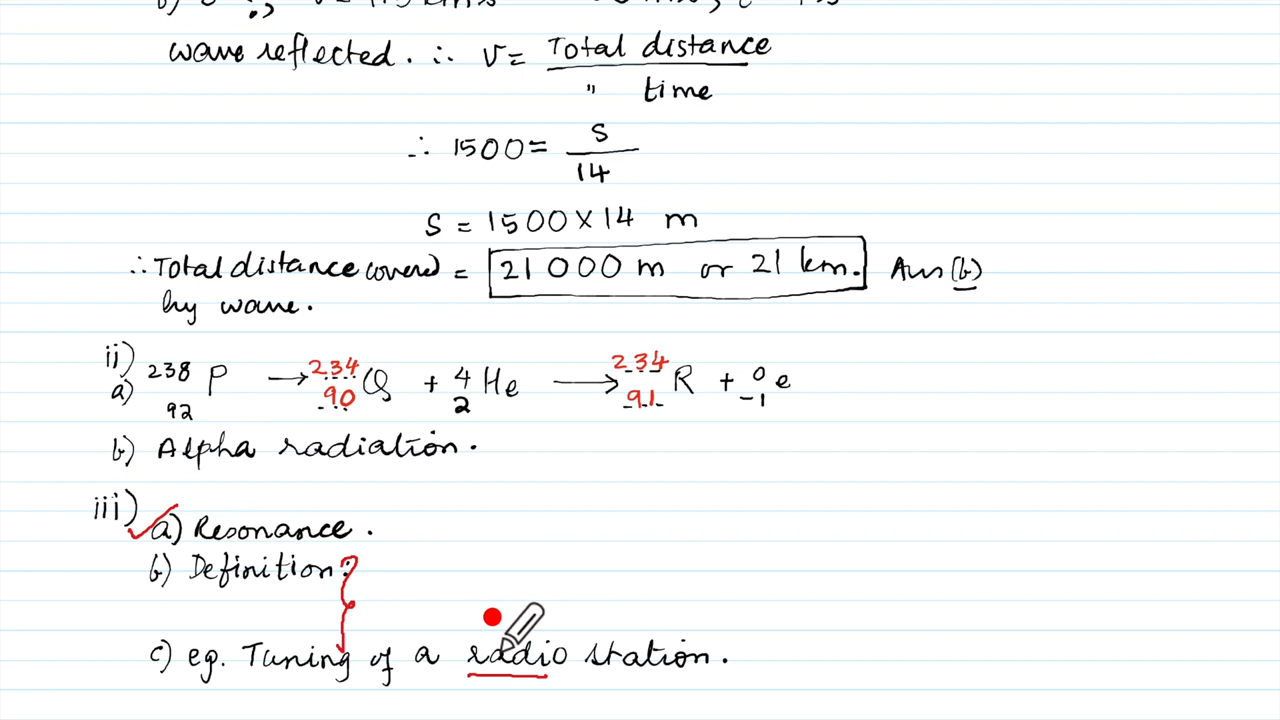 wave reflected. ∴ V = Total distance
" time
∴ 1500 = S
14
S = 1500 X 14 m
∴ Total distance covered = 21000 m or 21 km. Ans (b)
by wave.
ii)
a) 238 92 P → 234 90 Q + 4 2 He → 234 91 R + 0 -1 e
b) Alpha radiation.
iii)
a) Resonance.
b) Definition:
c) eg. Tuning of a radio station.